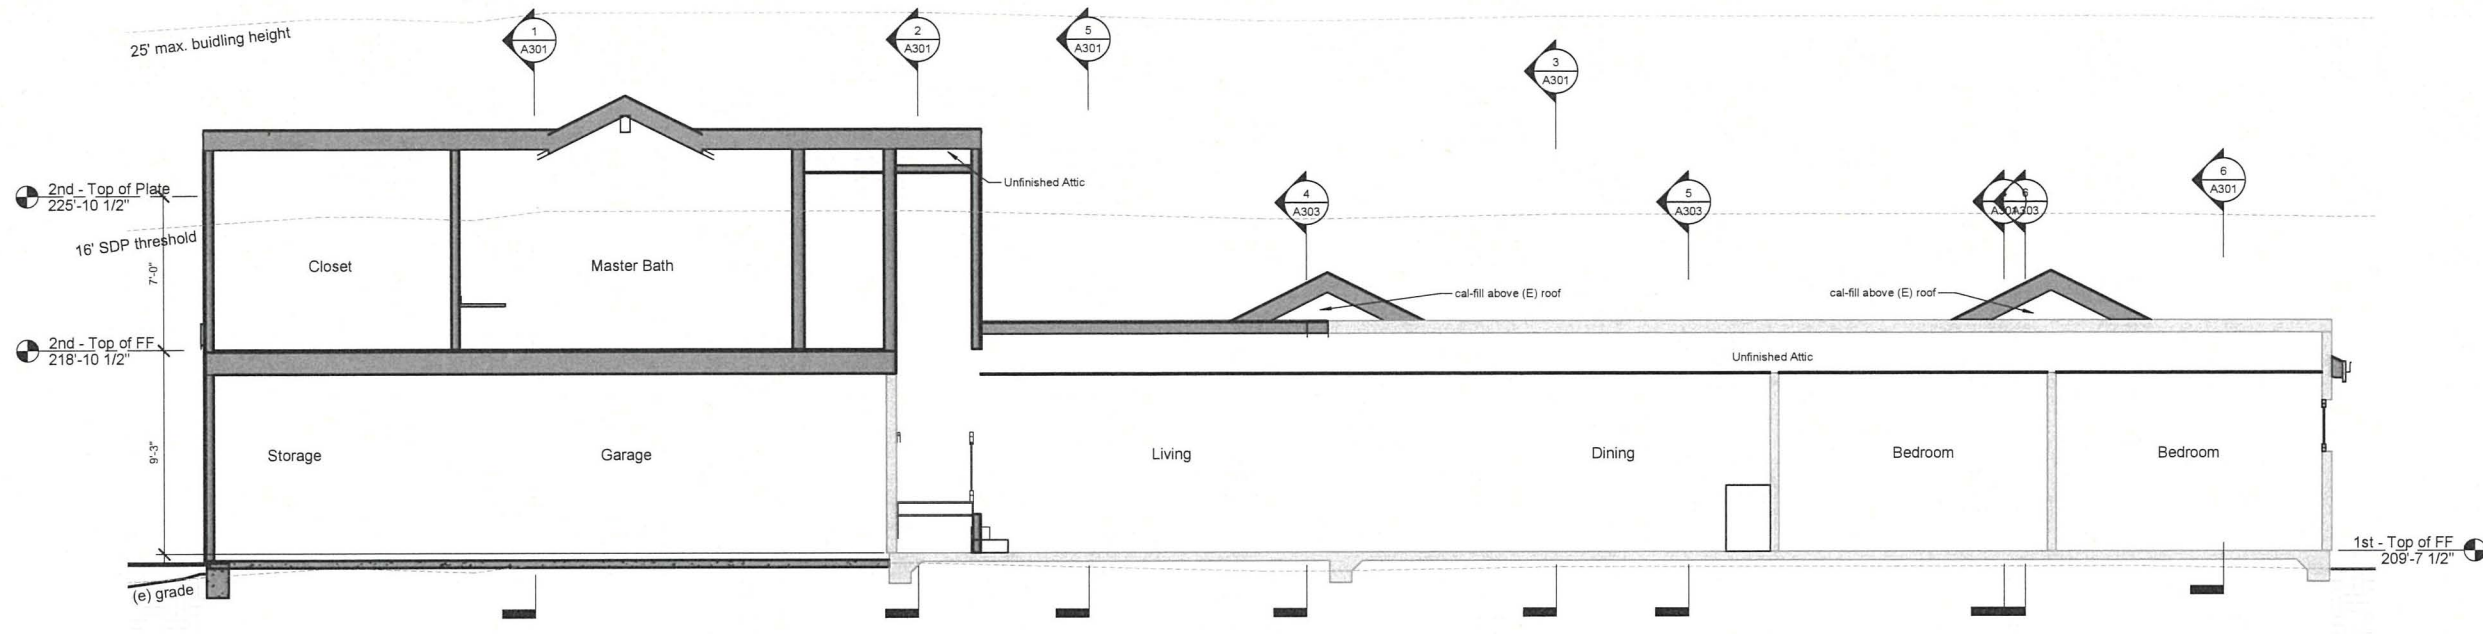 25' max. buidling height
1
A301
2
A301
5
A301
3
A301
2nd - Top of Plate
225'-10 1/2"
Unfinished Attic
4
A303
5
A303
6
A303
6
A301
16' SDP threshold
7'-0"
Closet
Master Bath
cal-fill above (E) roof
cal-fill above (E) roof
2nd - Top of FF
218'-10 1/2"
Unfinished Attic
9'-3"
Storage
Garage
Living
Dining
Bedroom
Bedroom
1st - Top of FF
209'-7 1/2"
(e) grade